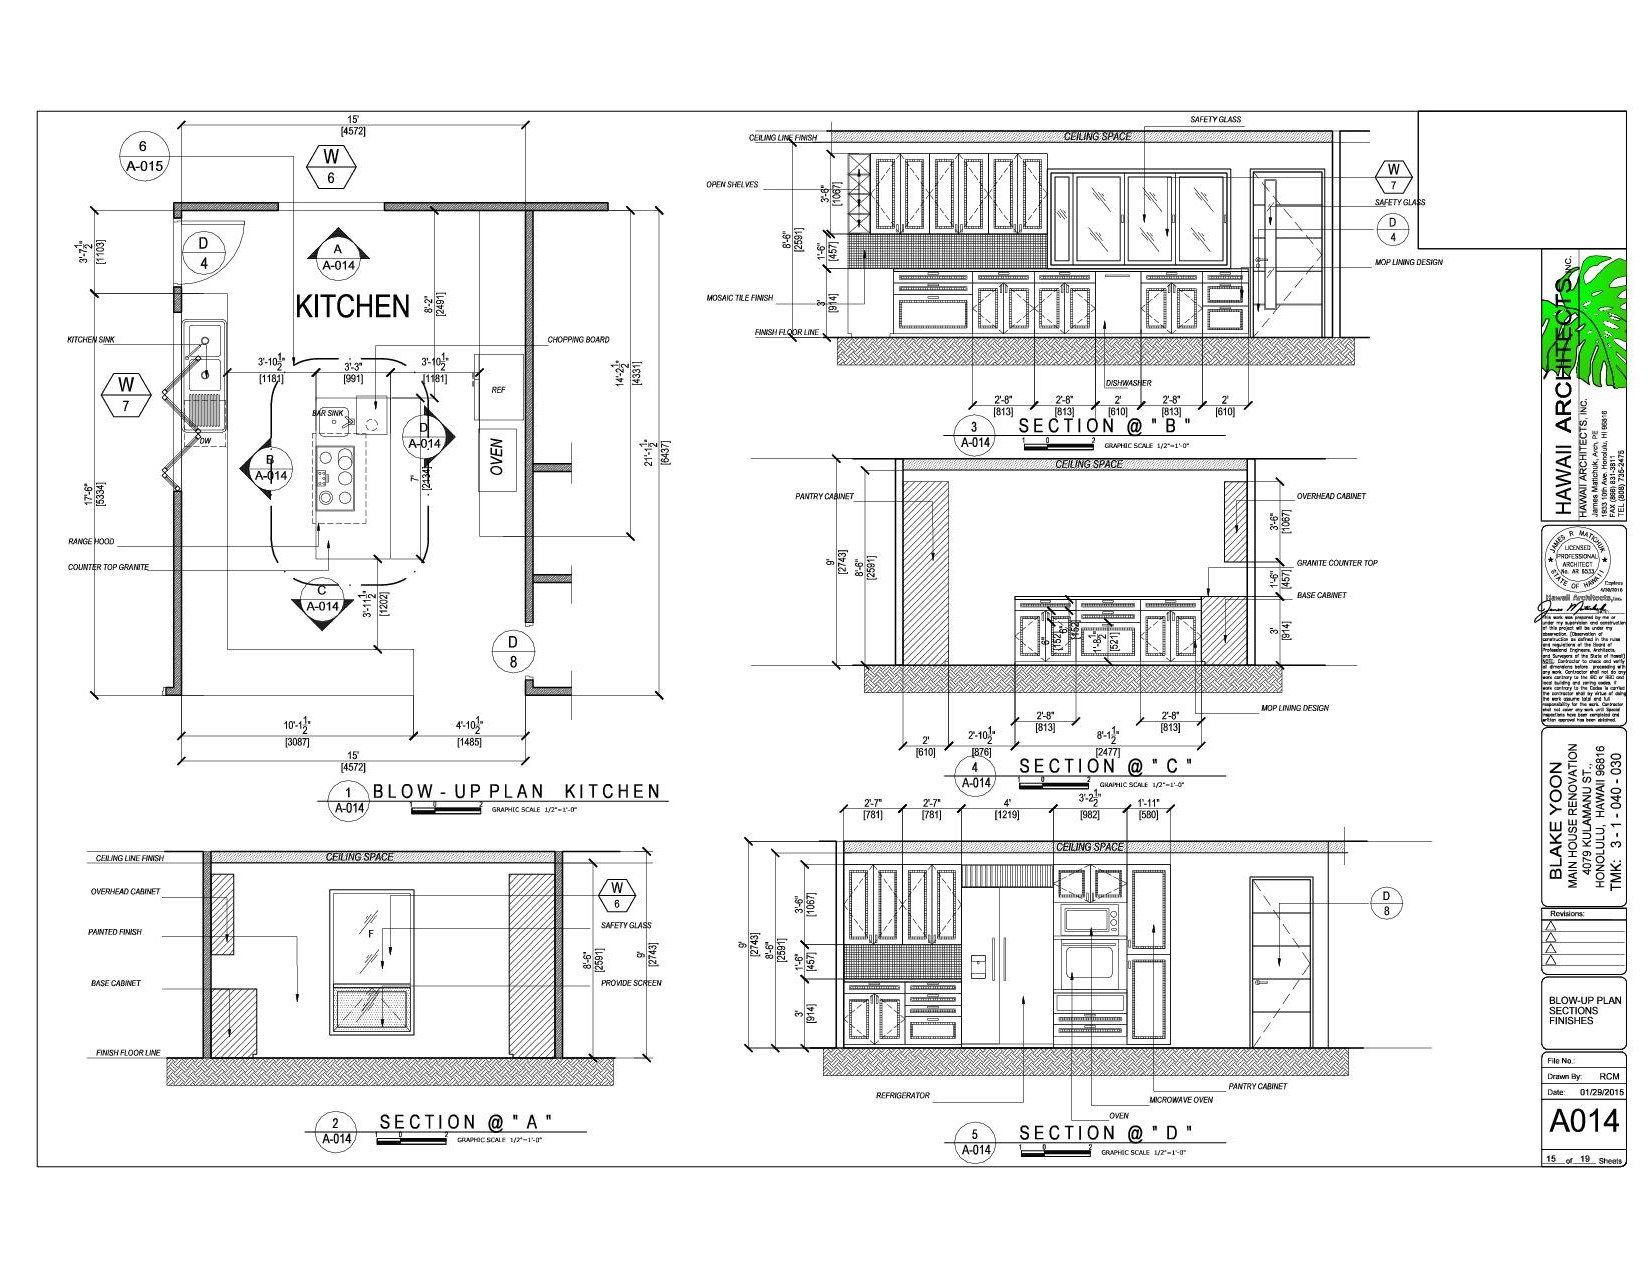 15'
[4572]
6
A-015
W
6
3'-7 1/2"
[1103]
D
4
A
A-014
KITCHEN
8'-2"
[2491]
KITCHEN SINK
CHOPPING BOARD
3'-10 1/2"
[1181]
3'-3"
[991]
3'-10 1/2"
[1181]
REF
14'-2 1/2"
[4331]
W
7
BAR SINK
DW
D
A-014
OVEN
21'-1 1/2"
[6437]
B
A-014
7'
[2134]
17'-6"
[5334]
RANGE HOOD
COUNTER TOP GRANITE
C
A-014
3'-11 1/2"
[1202]
D
8
10'-1 1/2"
[3087]
4'-10 1/2"
[1485]
15'
[4572]
1
A-014
BLOW-UP PLAN KITCHEN
1 0 2
GRAPHIC SCALE 1/2"=1'-0"
CEILING LINE FINISH
CEILING SPACE
OVERHEAD CABINET
W
6
PAINTED FINISH
F
SAFETY GLASS
8'-6"
[2591]
9'
[2743]
BASE CABINET
PROVIDE SCREEN
FINISH FLOOR LINE
2
A-014
SECTION @ "A"
1 0 2
GRAPHIC SCALE 1/2"=1'-0"
SAFETY GLASS
CEILING LINE FINISH
CEILING SPACE
OPEN SHELVES
3'-6"
[1067]
W
7
SAFETY GLASS
8'-6"
[2591]
1'-6"
[457]
D
4
MOP LINING DESIGN
MOSAIC TILE FINISH
3'
[914]
FINISH FLOOR LINE
DISHWASHER
2'-8"
[813]
2'-8"
[813]
2'
[610]
2'-8"
[813]
2'
[610]
3
A-014
SECTION @ "B"
1 0 2
GRAPHIC SCALE 1/2"=1'-0"
CEILING SPACE
PANTRY CABINET
OVERHEAD CABINET
3'-6"
[1067]
9'
[2743]
8'-6"
[2591]
GRANITE COUNTER TOP
1'-6"
[457]
BASE CABINET
6"
[152]
6"
[152]
1'-8 1/2"
[521]
3'
[914]
MOP LINING DESIGN
2'-8"
[813]
2'-8"
[813]
2'
[610]
2'-10 1/2"
[876]
8'-1 1/2"
[2477]
4
A-014
SECTION @ "C"
1 0 2
GRAPHIC SCALE 1/2"=1'-0"
2'-7"
[781]
2'-7"
[781]
4'
[1219]
3'-2 1/2"
[982]
1'-11"
[580]
CEILING SPACE
3'-6"
[1067]
D
8
9'
[2743]
8'-6"
[2591]
1'-6"
[457]
3'
[914]
REFRIGERATOR
PANTRY CABINET
MICROWAVE OVEN
OVEN
5
A-014
SECTION @ "D"
1 0 2
GRAPHIC SCALE 1/2"=1'-0"
HAWAII ARCHITECTS, INC.
HAWAII ARCHITECTS, INC.
James Matichuk, Arch, PE
1933 10th Ave. Honolulu, HI 96816
FAX (866) 631-3811
TEL (808) 735-2475
JAMES R MATICHUK
LICENSED
PROFESSIONAL
ARCHITECT
No. AR 8533
STATE OF HAWAII
Expires
4/30/2016
Hawaii Architects, Inc.
This work was prepared by me or
under my supervision and construction
of this project will be under my
observation. (Observation of
construction as defined in the rules
and regulations of the Board of
Professional Engineers, Architects,
and Surveyors of the State of Hawaii)
NOTE: Contractor to check and verify
all dimensions before proceeding with
any work. Contractor shall not do any
work contrary to the IBC or RBC and
local building and zoning codes. If
work contrary to the Codes is carried
the contractor shall by virtue of doing
the work assume total and full
responsibility for the work. Contractor
shall not cover any work until Special
Inspections have been completed and
written approval has been obtained.
BLAKE YOON
MAIN HOUSE RENOVATION
4079 KULAMANU ST.,
HONOLULU, HAWAII 96816
TMK: 3 - 1 - 040 - 030
Revisions:
BLOW-UP PLAN
SECTIONS
FINISHES
File No.:
Drawn By: RCM
Date: 01/29/2015
A014
15 of 19 Sheets